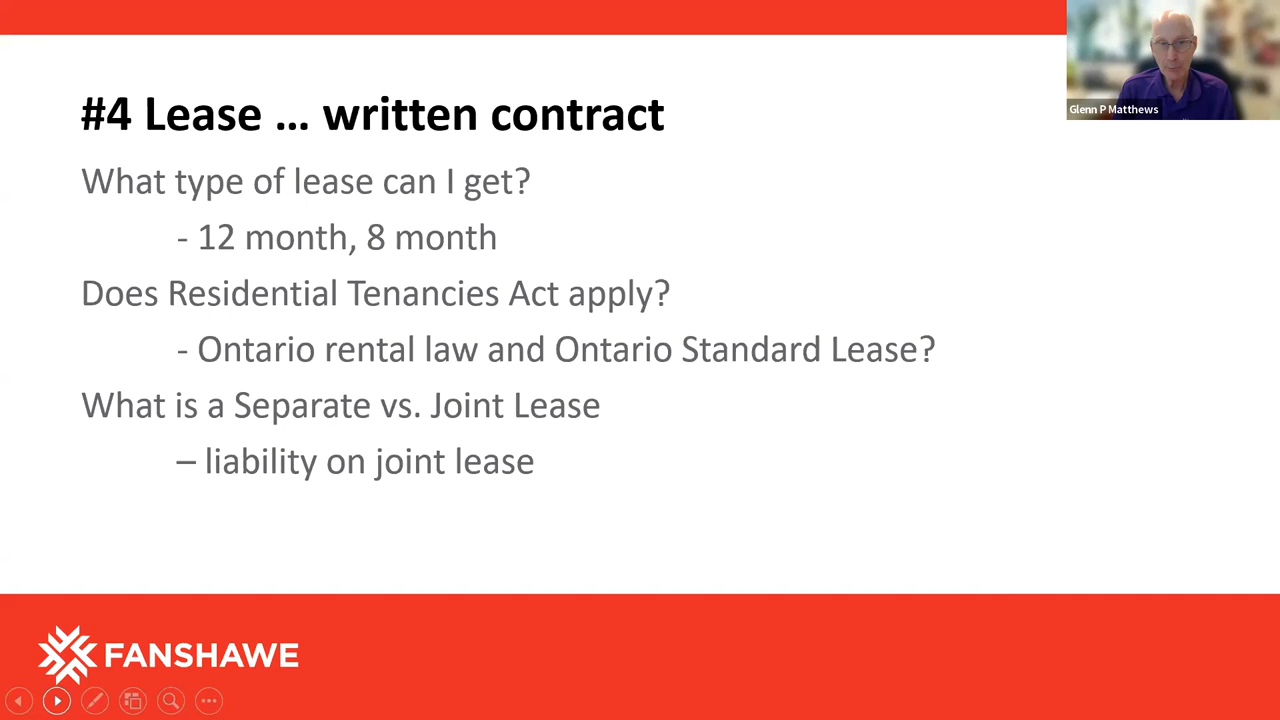 Glenn P Matthews
#4 Lease … written contract
What type of lease can I get?
- 12 month, 8 month
Does Residential Tenancies Act apply?
- Ontario rental law and Ontario Standard Lease?
What is a Separate vs. Joint Lease
– liability on joint lease
FANSHAWE